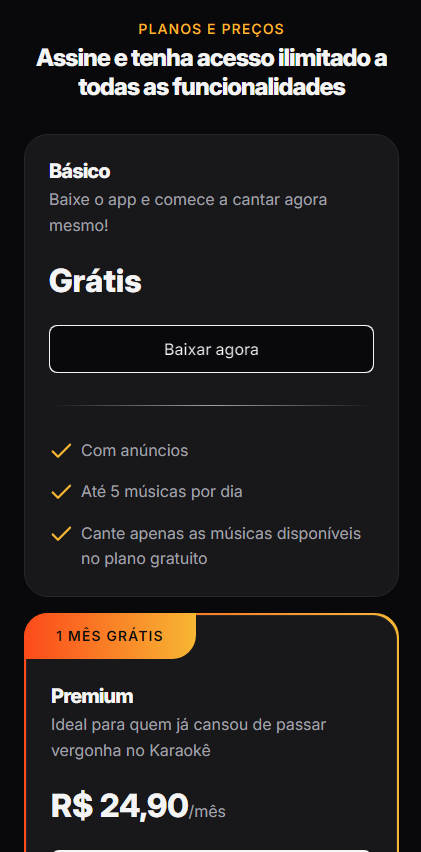 PLANOS E PREÇOS
Assine e tenha acesso ilimitado a
todas as funcionalidades
Básico
Baixe o app e comece a cantar agora
mesmo!
Grátis
Baixar agora
Com anúncios
Até 5 músicas por dia
Cante apenas as músicas disponíveis
no plano gratuito
1 MÊS GRÁTIS
Premium
Ideal para quem já cansou de passar
vergonha no Karaokê
R$ 24,90/mês